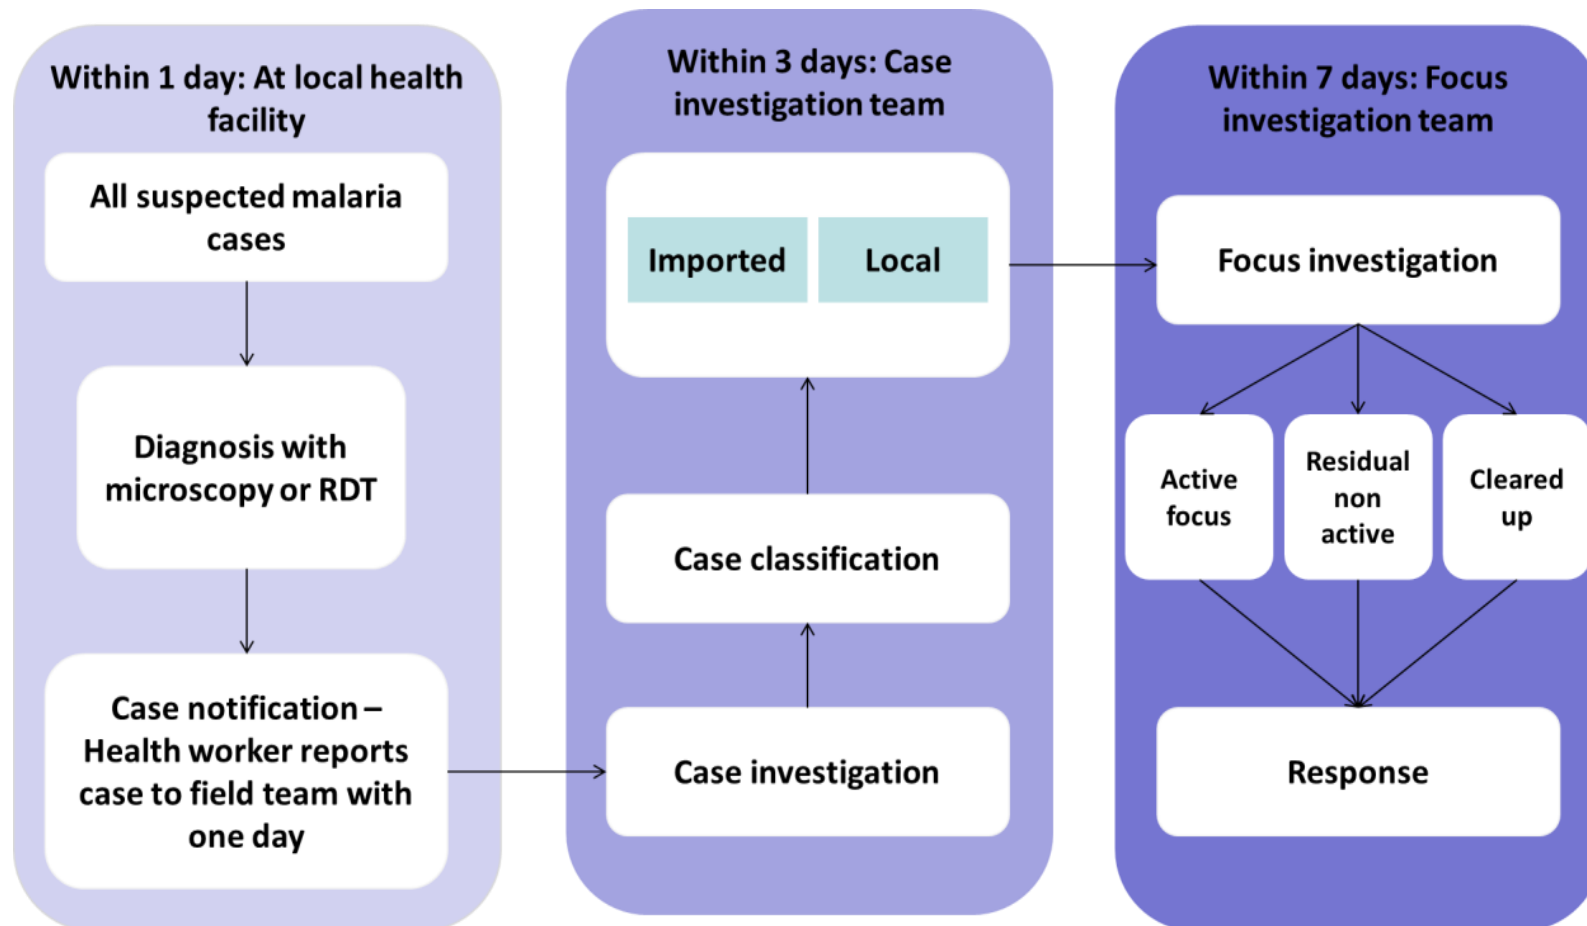 Within 1 day: At local health
facility
All suspected malaria
cases
Diagnosis with
microscopy or RDT
Case notification –
Health worker reports
case to field team with
one day
Within 3 days: Case
investigation team
Imported
Local
Case classification
Case investigation
Within 7 days: Focus
investigation team
Focus investigation
Active
focus
Residual
non
active
Cleared
up
Response